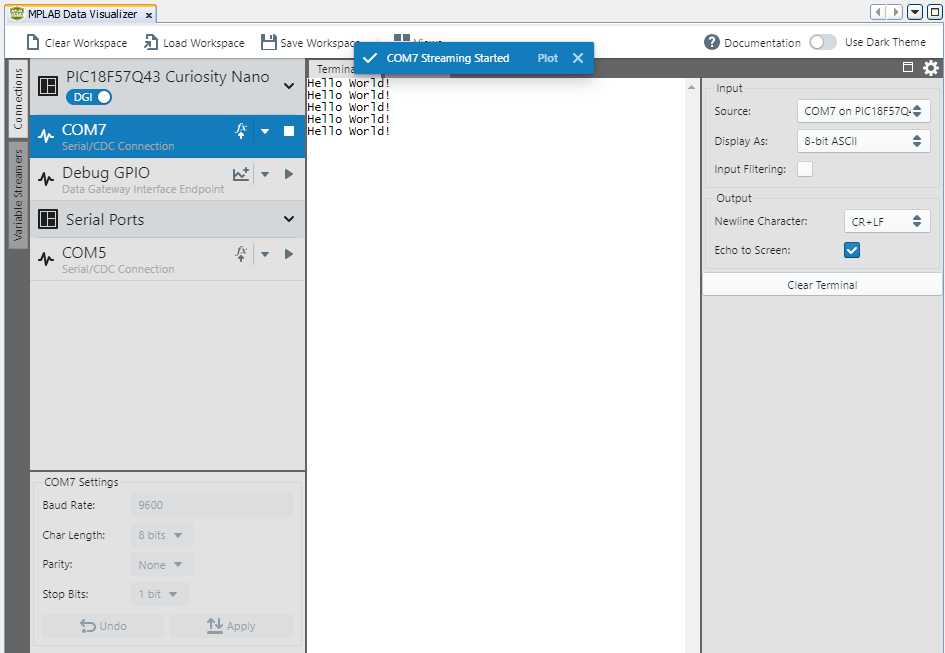 MPLAB Data Visualizer
Clear Workspace
Load Workspace
Save Workspace
Views
Documentation
Use Dark Theme
COM7 Streaming Started
Plot
Connections
Variable Streamers
PIC18F57Q43 Curiosity Nano
DGI
COM7
Serial/CDC Connection
Debug GPIO
Data Gateway Interface Endpoint
Serial Ports
COM5
Serial/CDC Connection
COM7 Settings
Baud Rate: 9600
Char Length: 8 bits
Parity: None
Stop Bits: 1 bit
Undo
Apply
Termina
Hello World!
Hello World!
Hello World!
Hello World!
Hello World!
Input
Source: COM7 on PIC18F57Q4
Display As: 8-bit ASCII
Input Filtering:
Output
Newline Character: CR+LF
Echo to Screen:
Clear Terminal